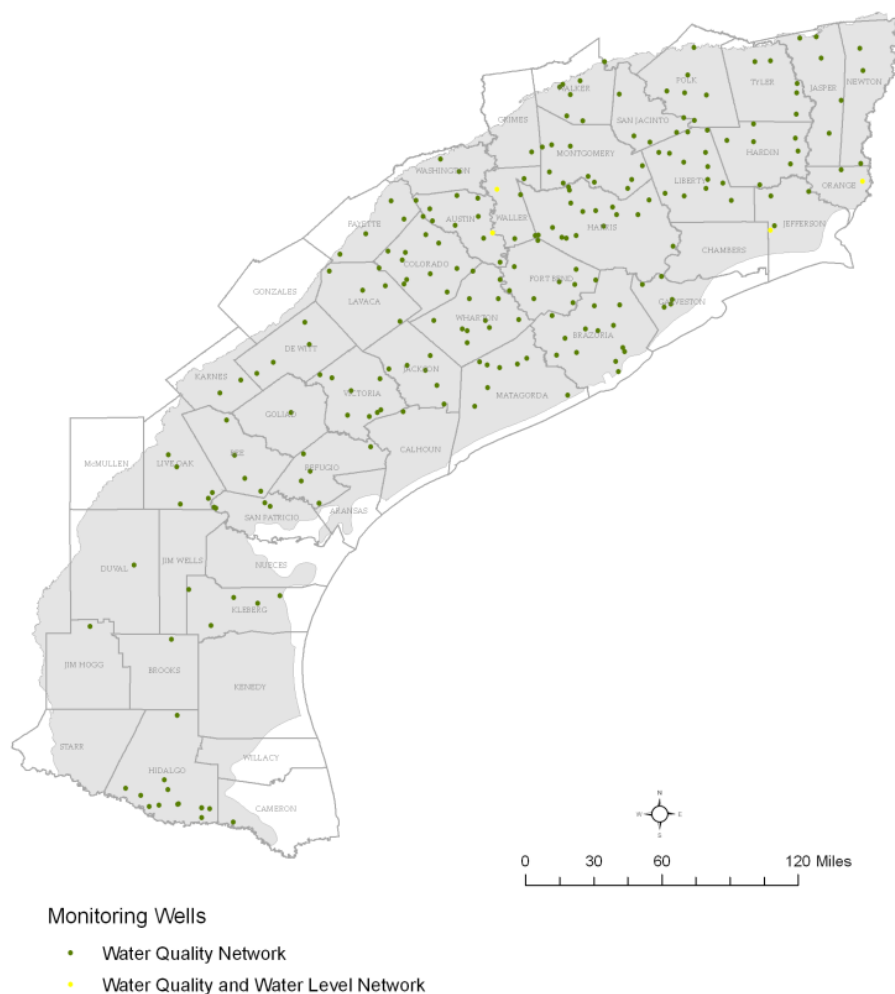 POLK
TYLER
JASPER
NEWTON
WALKER
GRIMES
SAN JACINTO
HARDIN
MONTGOMERY
WASHINGTON
LIBERTY
ORANGE
AUSTIN
WALLER
FAYETTE
HARRIS
JEFFERSON
CHAMBERS
COLORADO
GONZALES
FORT BEND
LAVACA
GALVESTON
WHARTON
BRAZORIA
DE WITT
JACKSON
KARNES
VICTORIA
MATAGORDA
GOLIAD
CALHOUN
BEE
McMULLEN
LIVE OAK
REFUGIO
ARANSAS
SAN PATRICIO
JIM WELLS
NUECES
DUVAL
KLEBERG
JIM HOGG
BROOKS
KENEDY
STARR
WILLACY
HIDALGO
CAMERON
N
W E
S
0 30 60 120 Miles
Monitoring Wells
Water Quality Network
Water Quality and Water Level Network